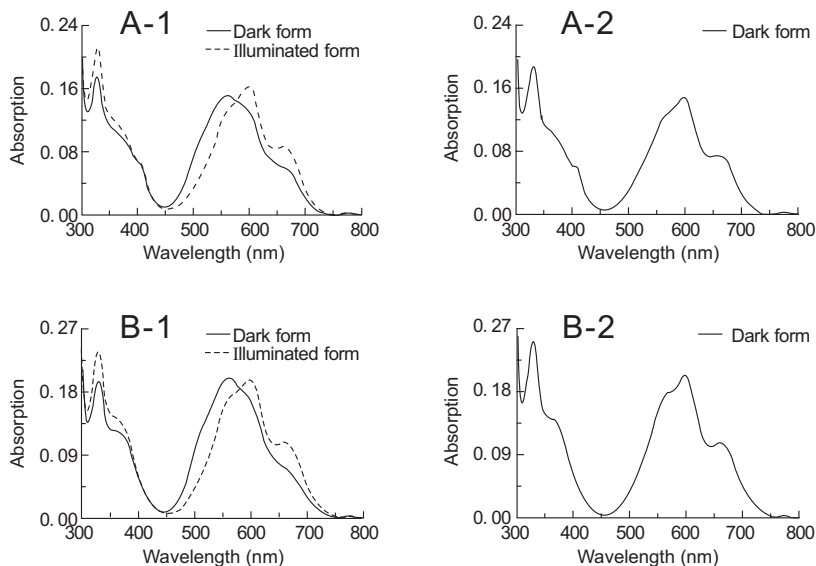 A-1
Dark form
Illuminated form
0.24
0.16
0.08
0.00
Absorption
300 400 500 600 700 800
Wavelength (nm)
A-2
Dark form
0.24
0.16
0.08
0.00
Absorption
300 400 500 600 700 800
Wavelength (nm)
B-1
Dark form
Illuminated form
0.27
0.18
0.09
0.00
Absorption
300 400 500 600 700 800
Wavelength (nm)
B-2
Dark form
0.27
0.18
0.09
0.00
Absorption
300 400 500 600 700 800
Wavelength (nm)